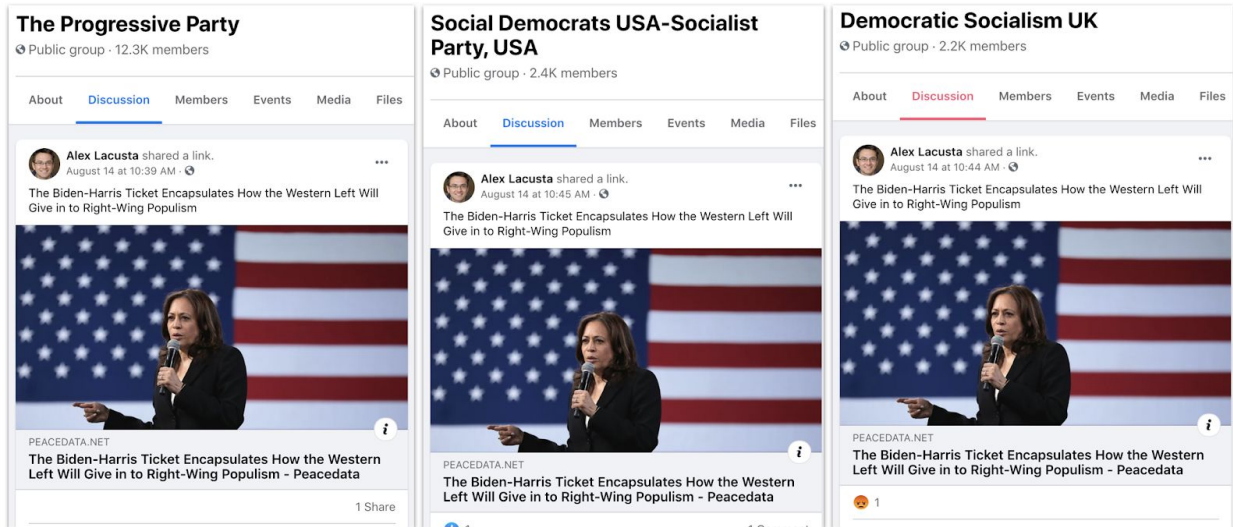 The Progressive Party
Public group · 12.3K members
About Discussion Members Events Media Files
Alex Lacusta shared a link.
August 14 at 10:39 AM ·
The Biden-Harris Ticket Encapsulates How the Western Left Will
Give in to Right-Wing Populism
i
PEACEDATA.NET
The Biden-Harris Ticket Encapsulates How the Western
Left Will Give in to Right-Wing Populism - Peacedata
1 Share
Social Democrats USA-Socialist
Party, USA
Public group · 2.4K members
About Discussion Members Events Media Files
Alex Lacusta shared a link.
August 14 at 10:45 AM ·
The Biden-Harris Ticket Encapsulates How the Western Left Will
Give in to Right-Wing Populism
i
PEACEDATA.NET
The Biden-Harris Ticket Encapsulates How the Western
Left Will Give in to Right-Wing Populism - Peacedata
Democratic Socialism UK
Public group · 2.2K members
About Discussion Members Events Media Files
Alex Lacusta shared a link.
August 14 at 10:44 AM ·
The Biden-Harris Ticket Encapsulates How the Western Left Will
Give in to Right-Wing Populism
i
PEACEDATA.NET
The Biden-Harris Ticket Encapsulates How the Western
Left Will Give in to Right-Wing Populism - Peacedata
1